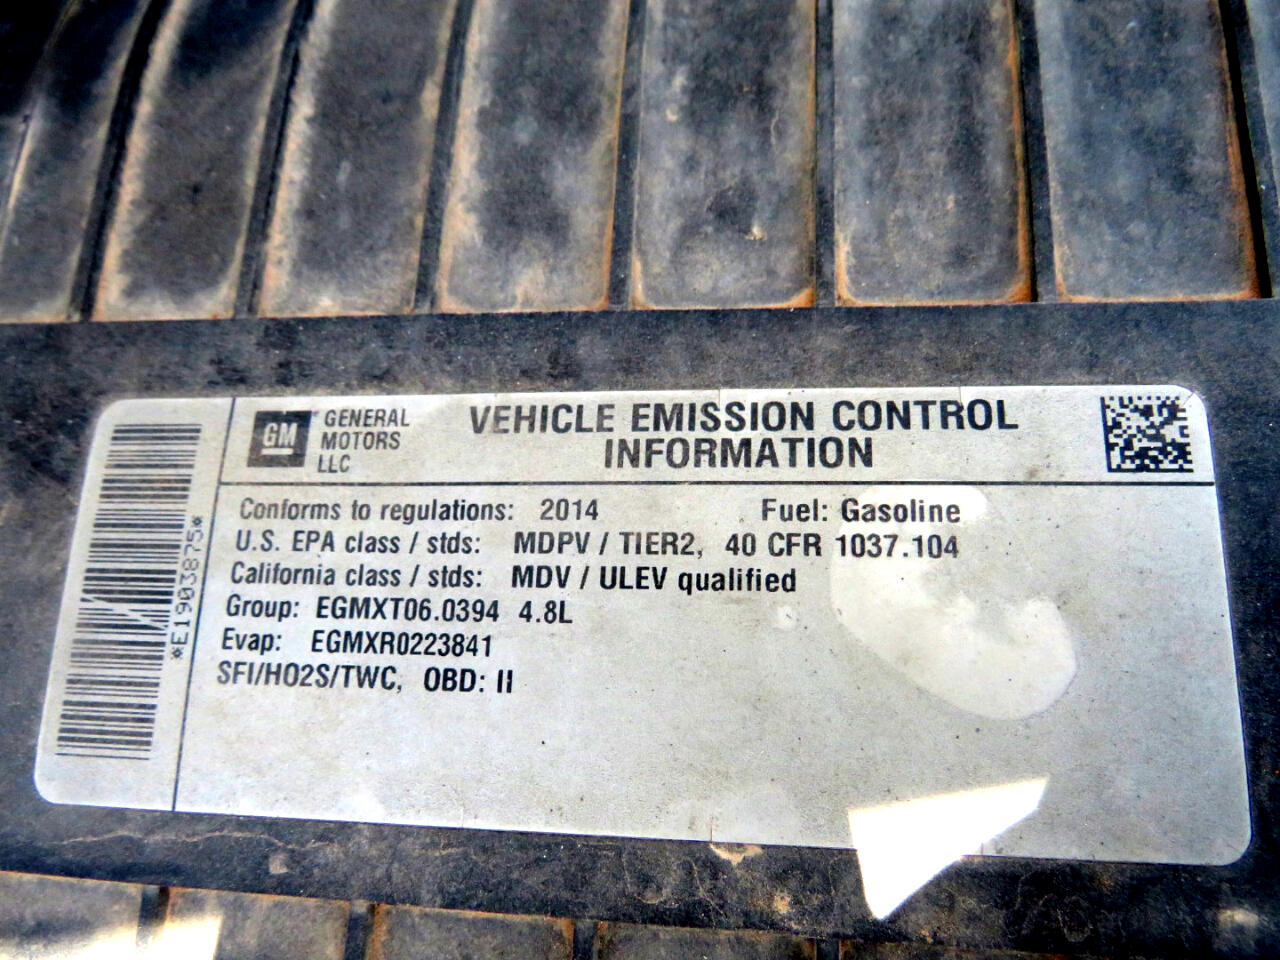 GM GENERAL MOTORS LLC
VEHICLE EMISSION CONTROL
INFORMATION
Conforms to regulations: 2014 Fuel: Gasoline
U.S. EPA class / stds: MDPV / TIER2, 40 CFR 1037.104
California class / stds: MDV / ULEV qualified
Group: EGMXT06.0394 4.8L
Evap: EGMXR0223841
SFI/HO2S/TWC, OBD: II
*E1903875*